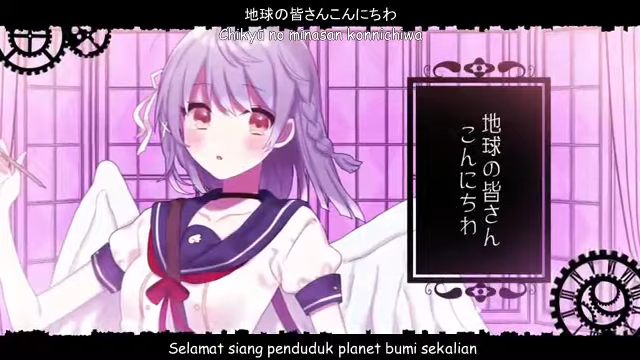 地球の皆さんこんにちわ
Chikyū no minasan konnichiwa
地球の皆さん
こんにちわ
Selamat siang penduduk planet bumi sekalian